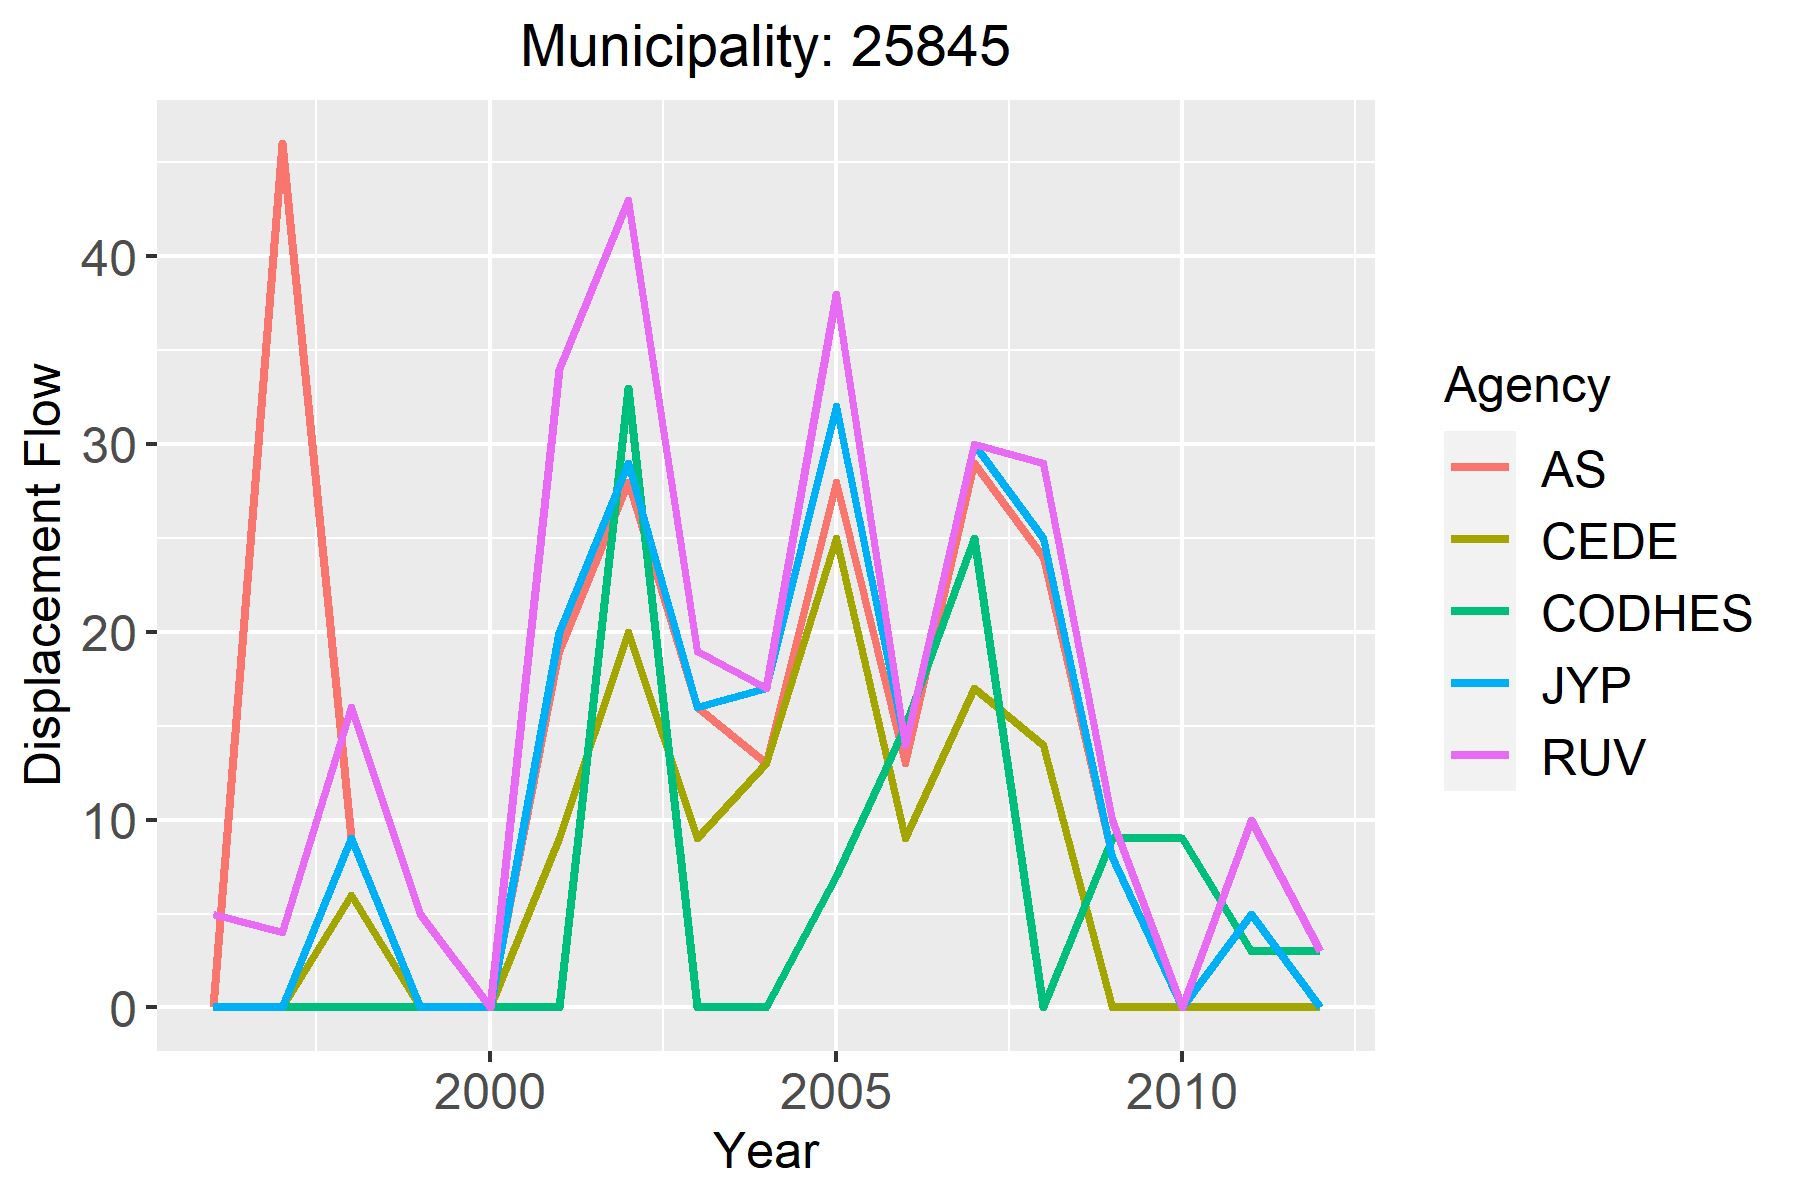 Municipality: 25845
Displacement Flow
40
30
20
10
0
2000 2005 2010
Year
Agency
AS
CEDE
CODHES
JYP
RUV